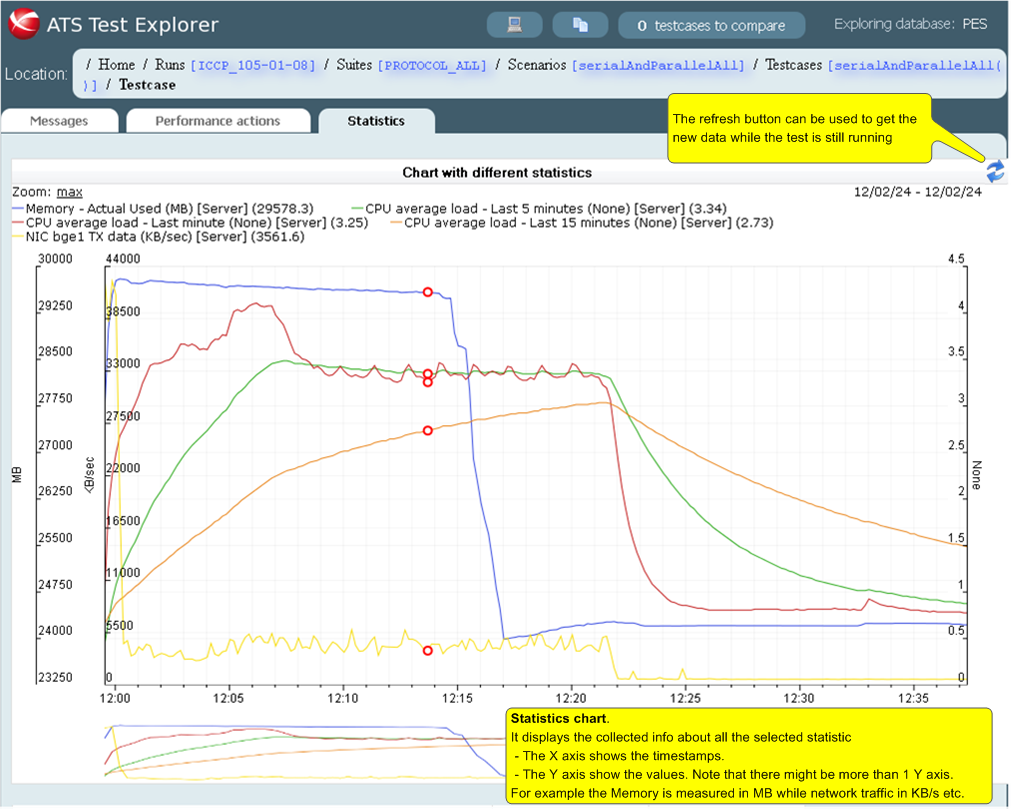 ATS Test Explorer
0 testcases to compare
Exploring database: PES
Location:
/ Home / Runs [ICCP_105-01-08] / Suites [PROTOCOL_ALL] / Scenarios [serialAndParallelAll] / Testcases [serialAndParallelAll(
)] / Testcase
Messages
Performance actions
Statistics
The refresh button can be used to get the
new data while the test is still running
Chart with different statistics
Zoom: max
12/02/24 - 12/02/24
Memory - Actual Used (MB) [Server] (29578.3)
CPU average load - Last 5 minutes (None) [Server] (3.34)
CPU average load - Last minute (None) [Server] (3.25)
CPU average load - Last 15 minutes (None) [Server] (2.73)
NIC bge1 TX data (KB/sec) [Server] (3561.6)
30000
29250
28500
27750
27000
26250
25500
24750
24000
23250
MB
44000
38500
33000
27500
22000
16500
11000
5500
0
KB/sec
4.5
4
3.5
3
2.5
2
1.5
1
0.5
0
None
12:00
12:05
12:10
12:15
12:20
12:25
12:30
12:35
Statistics chart.
It displays the collected info about all the selected statistic
- The X axis shows the timestamps.
- The Y axis show the values. Note that there might be more than 1 Y axis.
For example the Memory is measured in MB while network traffic in KB/s etc.